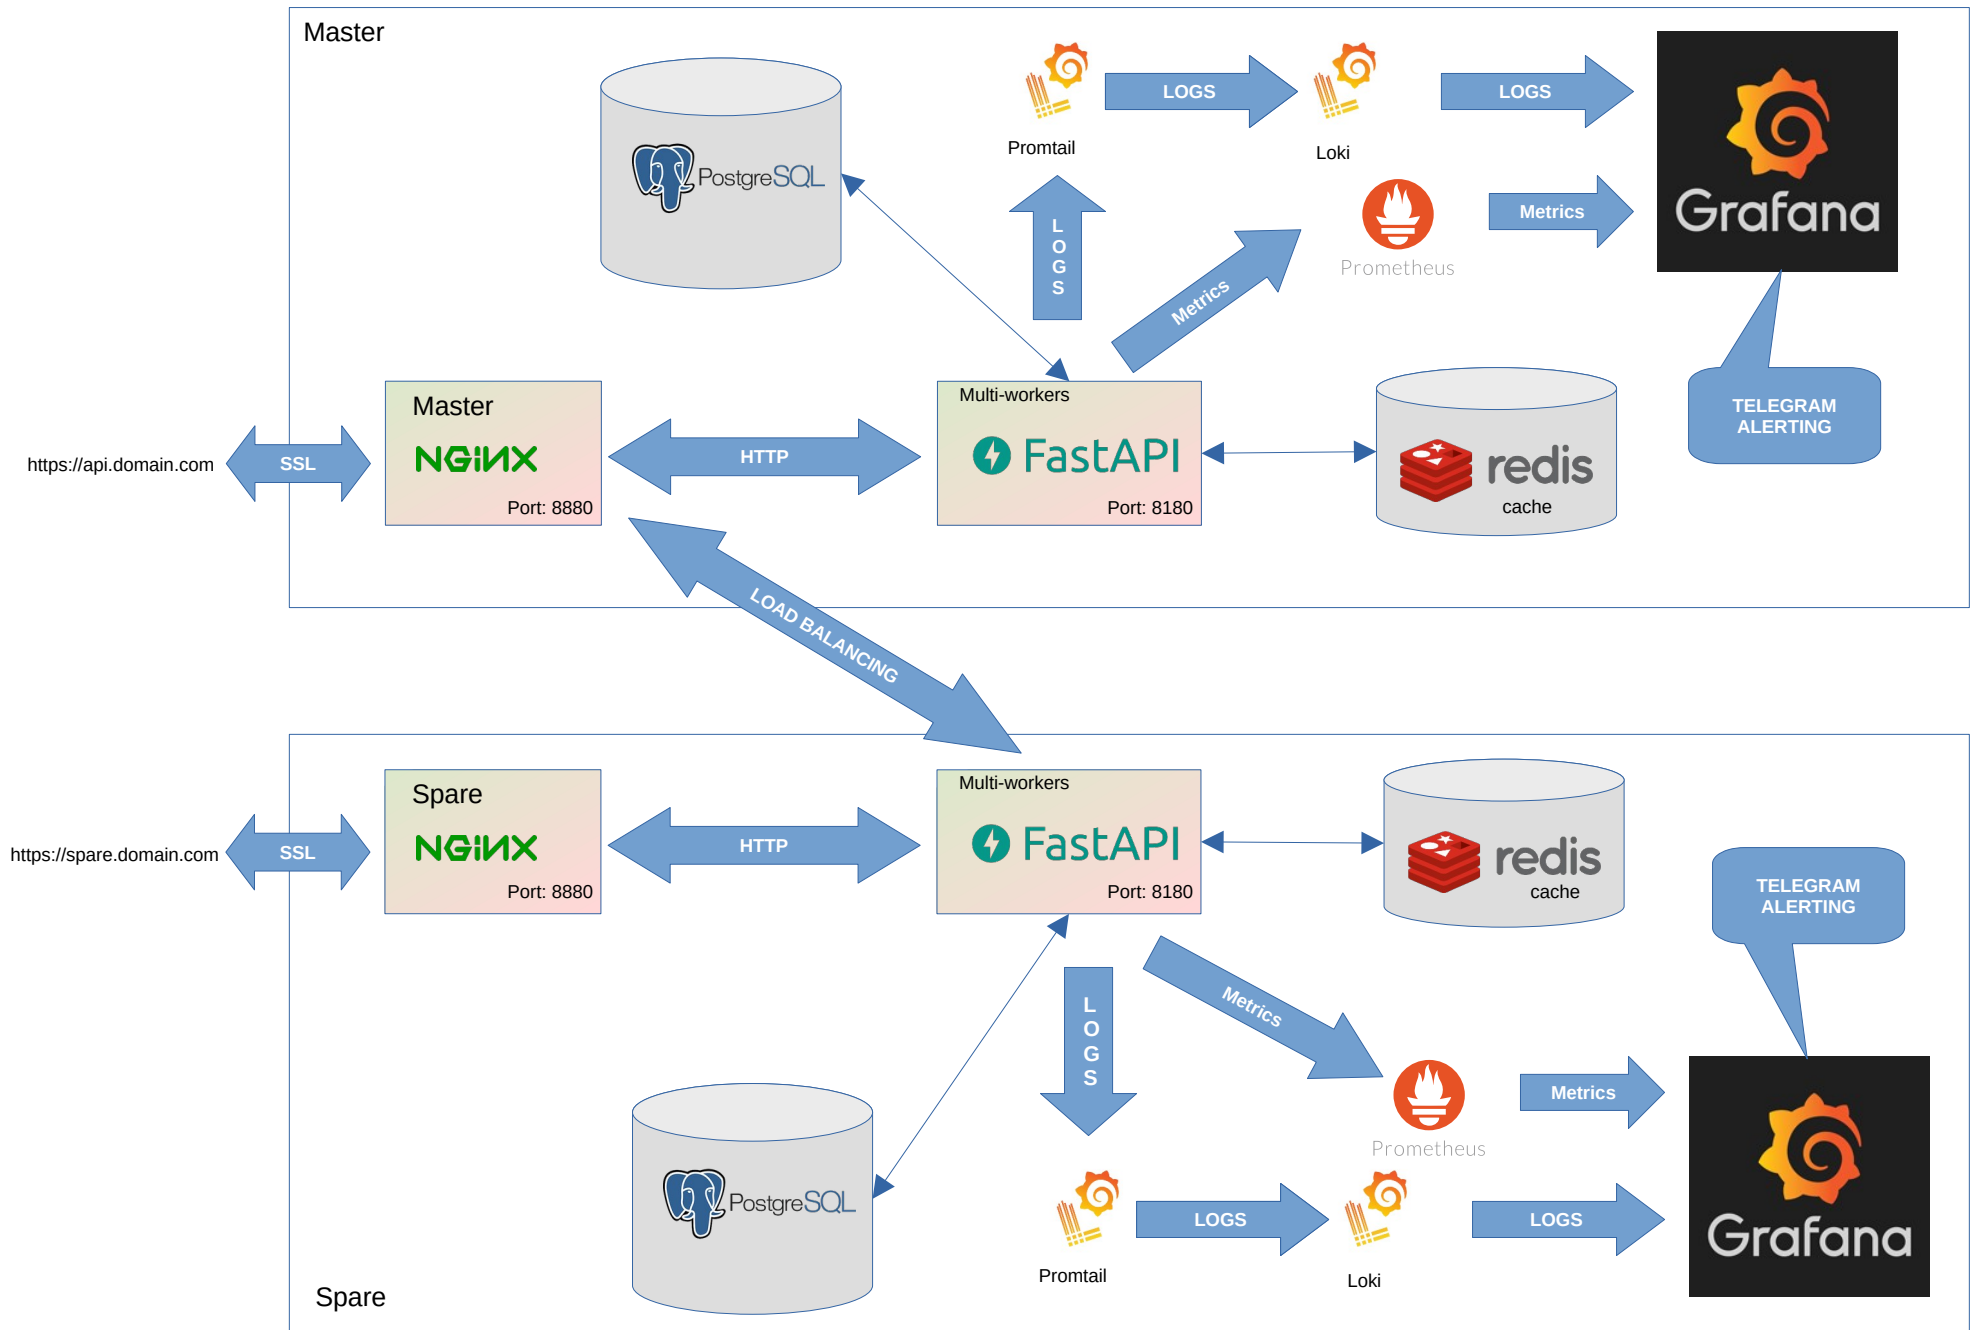 Master
PostgreSQL
Promtail
LOGS
Loki
LOGS
Grafana
LOGS
Metrics
Prometheus
Metrics
TELEGRAM
ALERTING
https://api.domain.com
SSL
Master
NGINX
Port: 8880
HTTP
Multi-workers
FastAPI
Port: 8180
redis
cache
LOAD BALANCING
https://spare.domain.com
SSL
Spare
NGINX
Port: 8880
HTTP
Multi-workers
FastAPI
Port: 8180
redis
cache
TELEGRAM
ALERTING
LOGS
Metrics
Prometheus
Metrics
PostgreSQL
Promtail
LOGS
Loki
LOGS
Grafana
Spare